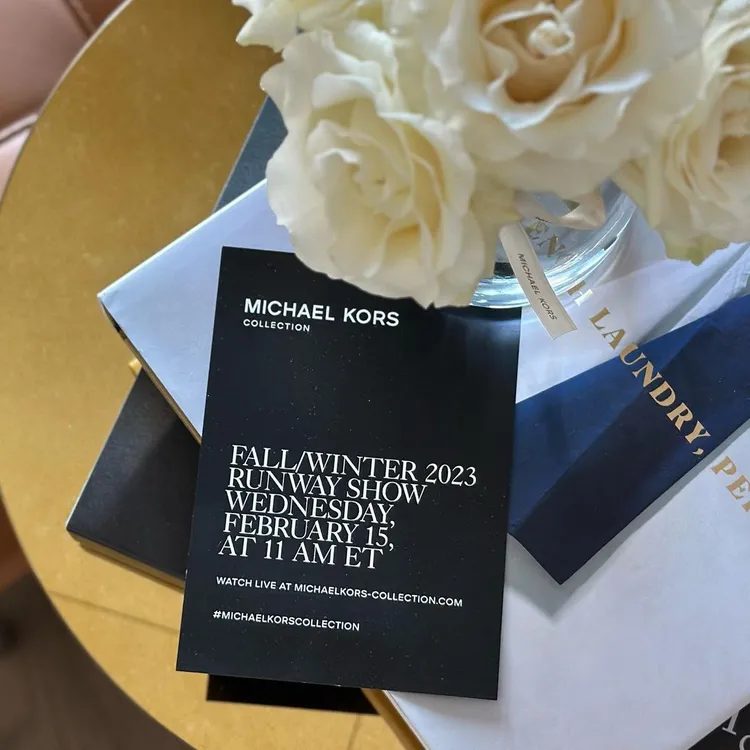 MICHAEL KORS
COLLECTION
FALL/WINTER 2023
RUNWAY SHOW
WEDNESDAY,
FEBRUARY 15,
AT 11 AM ET
WATCH LIVE AT MICHAELKORS-COLLECTION.COM
#MICHAELKORSCOLLECTION
MICHAEL KORS
LAUNDRY,